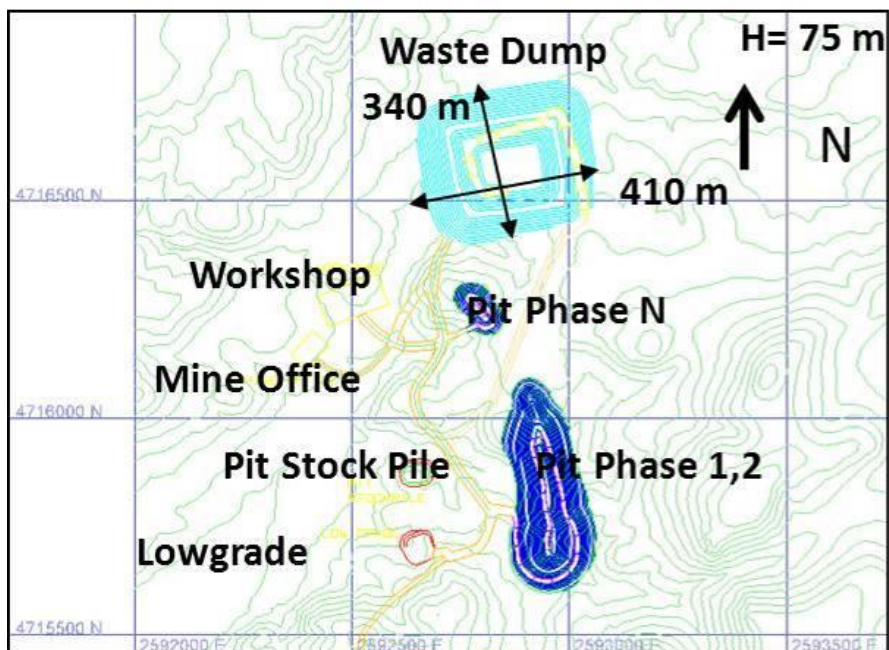 Waste Dump
H= 75 m
340 m
N
4716500 N
410 m
Workshop
Pit Phase N
Mine Office
4716000 N
Pit Stock Pile
Pit Phase 1,2
Lowgrade
4715500 N
2592000 E
2592500 E
2593000 E
2593500 E